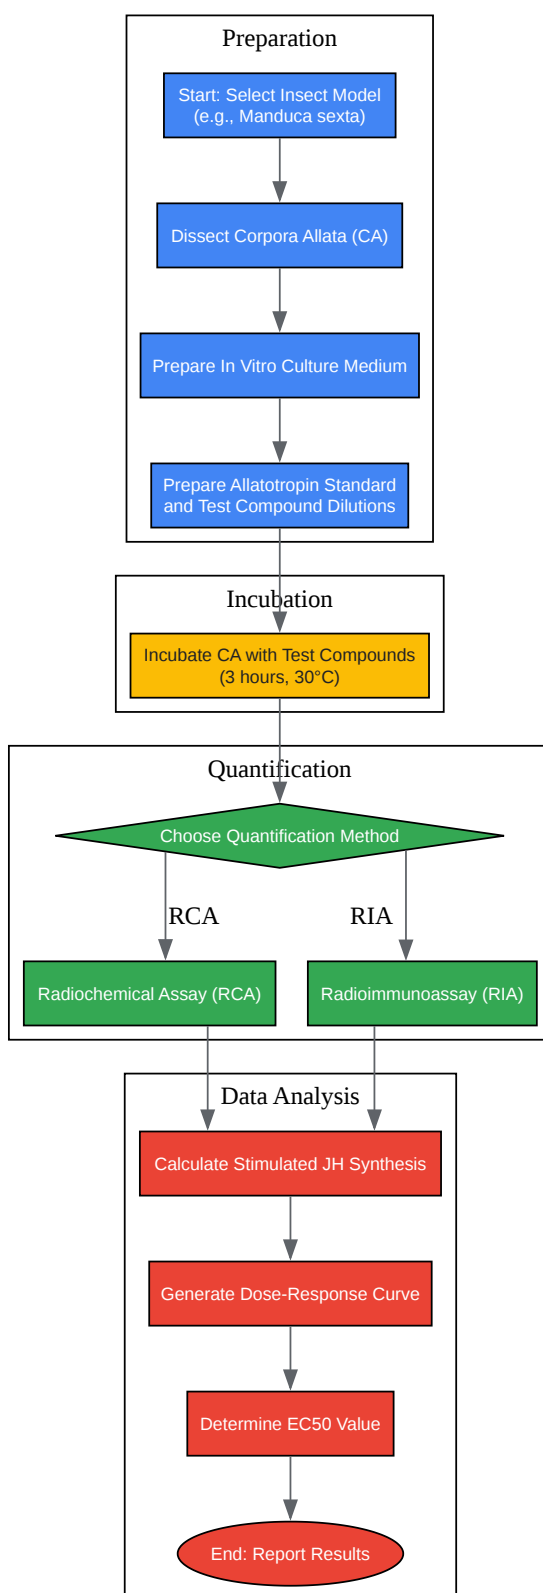 Preparation
Start: Select Insect Model
(e.g., Manduca sexta)
Dissect Corpora Allata (CA)
Prepare In Vitro Culture Medium
Prepare Allatotropin Standard
and Test Compound Dilutions
Incubation
Incubate CA with Test Compounds
(3 hours, 30°C)
Quantification
Choose Quantification Method
RCA
RIA
Radiochemical Assay (RCA)
Radioimmunoassay (RIA)
Data Analysis
Calculate Stimulated JH Synthesis
Generate Dose-Response Curve
Determine EC50 Value
End: Report Results